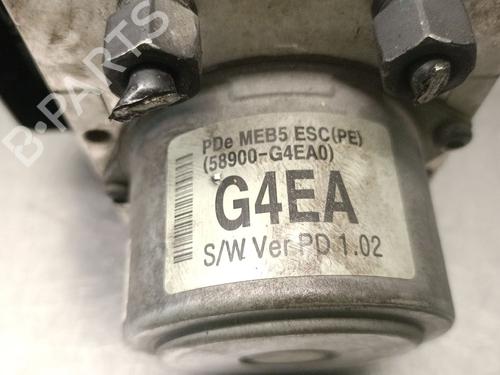 B-PARTS
PDe MEB5 ESC(PE)
(58900-G4EA0)
G4EA
S/W Ver PD 1.02